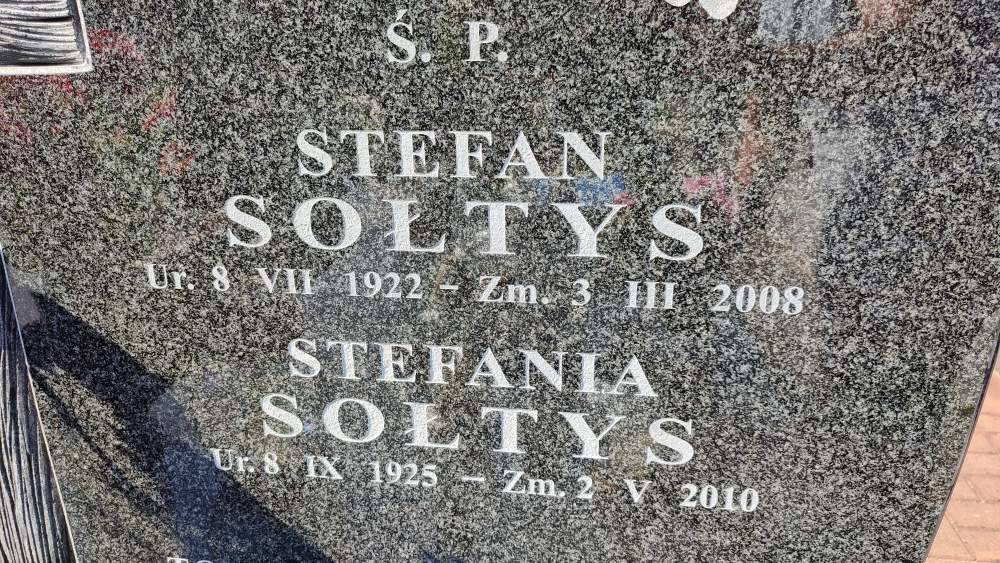 Ś. P.
STEFAN
SOŁTYS
Ur. 8 VII 1922 - Zm. 3 III 2008
STEFANIA
SOŁTYS
Ur. 8 IX 1925 - Zm. 2 V 2010